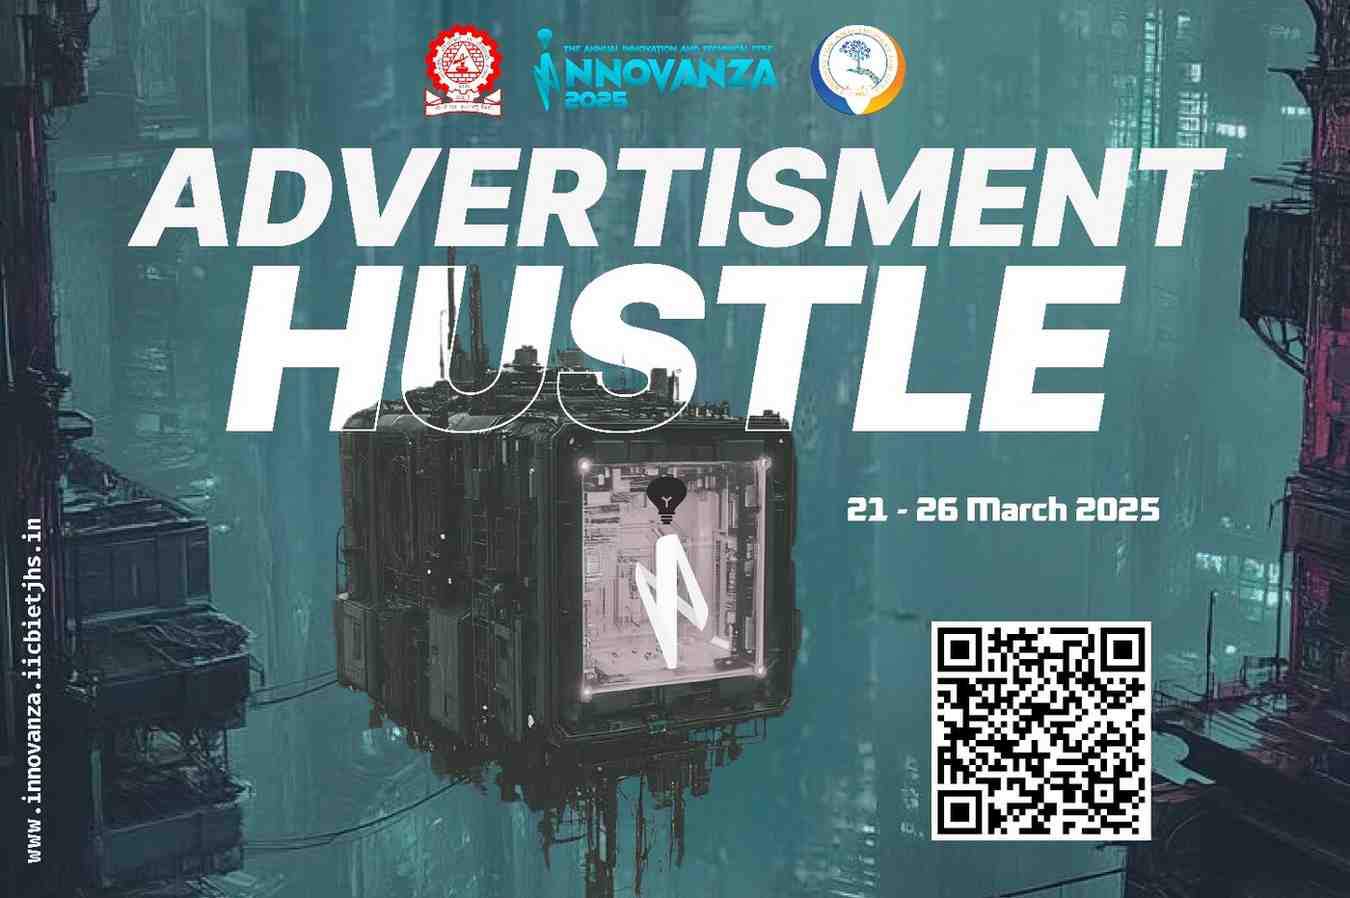 THE ANNUAL INNOVATION AND TECHNICAL FEST
INNOVANZA
2025
ADVERTISMENT
HUSTLE
21 - 26 March 2025
www.innovanza.iicbietjhs.in